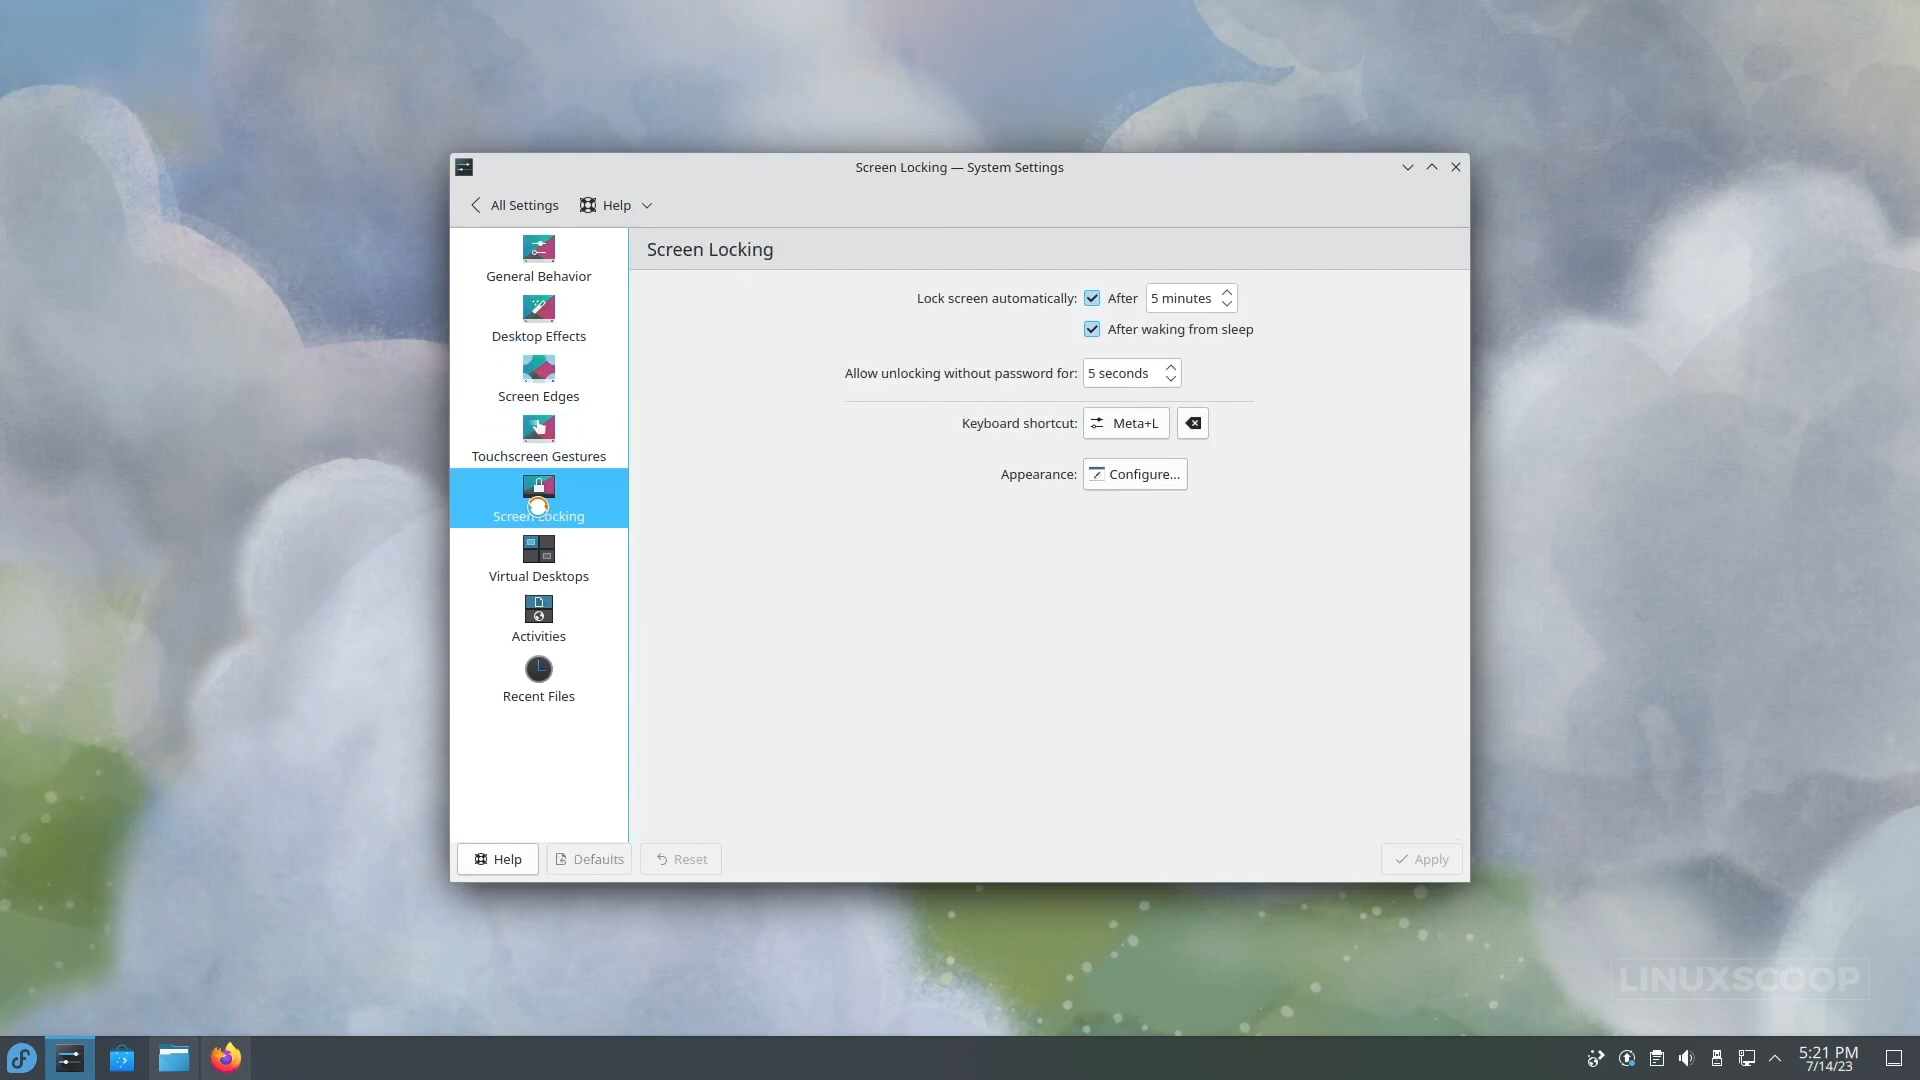 Screen Locking — System Settings
All Settings Help
Screen Locking
General Behavior
Desktop Effects
Screen Edges
Touchscreen Gestures
Screen Locking
Virtual Desktops
Activities
Recent Files
Lock screen automatically: After 5 minutes
After waking from sleep
Allow unlocking without password for: 5 seconds
Keyboard shortcut: Meta+L
Appearance: Configure...
Help Defaults Reset Apply
LINUXSCOOP
5:21 PM
7/14/23